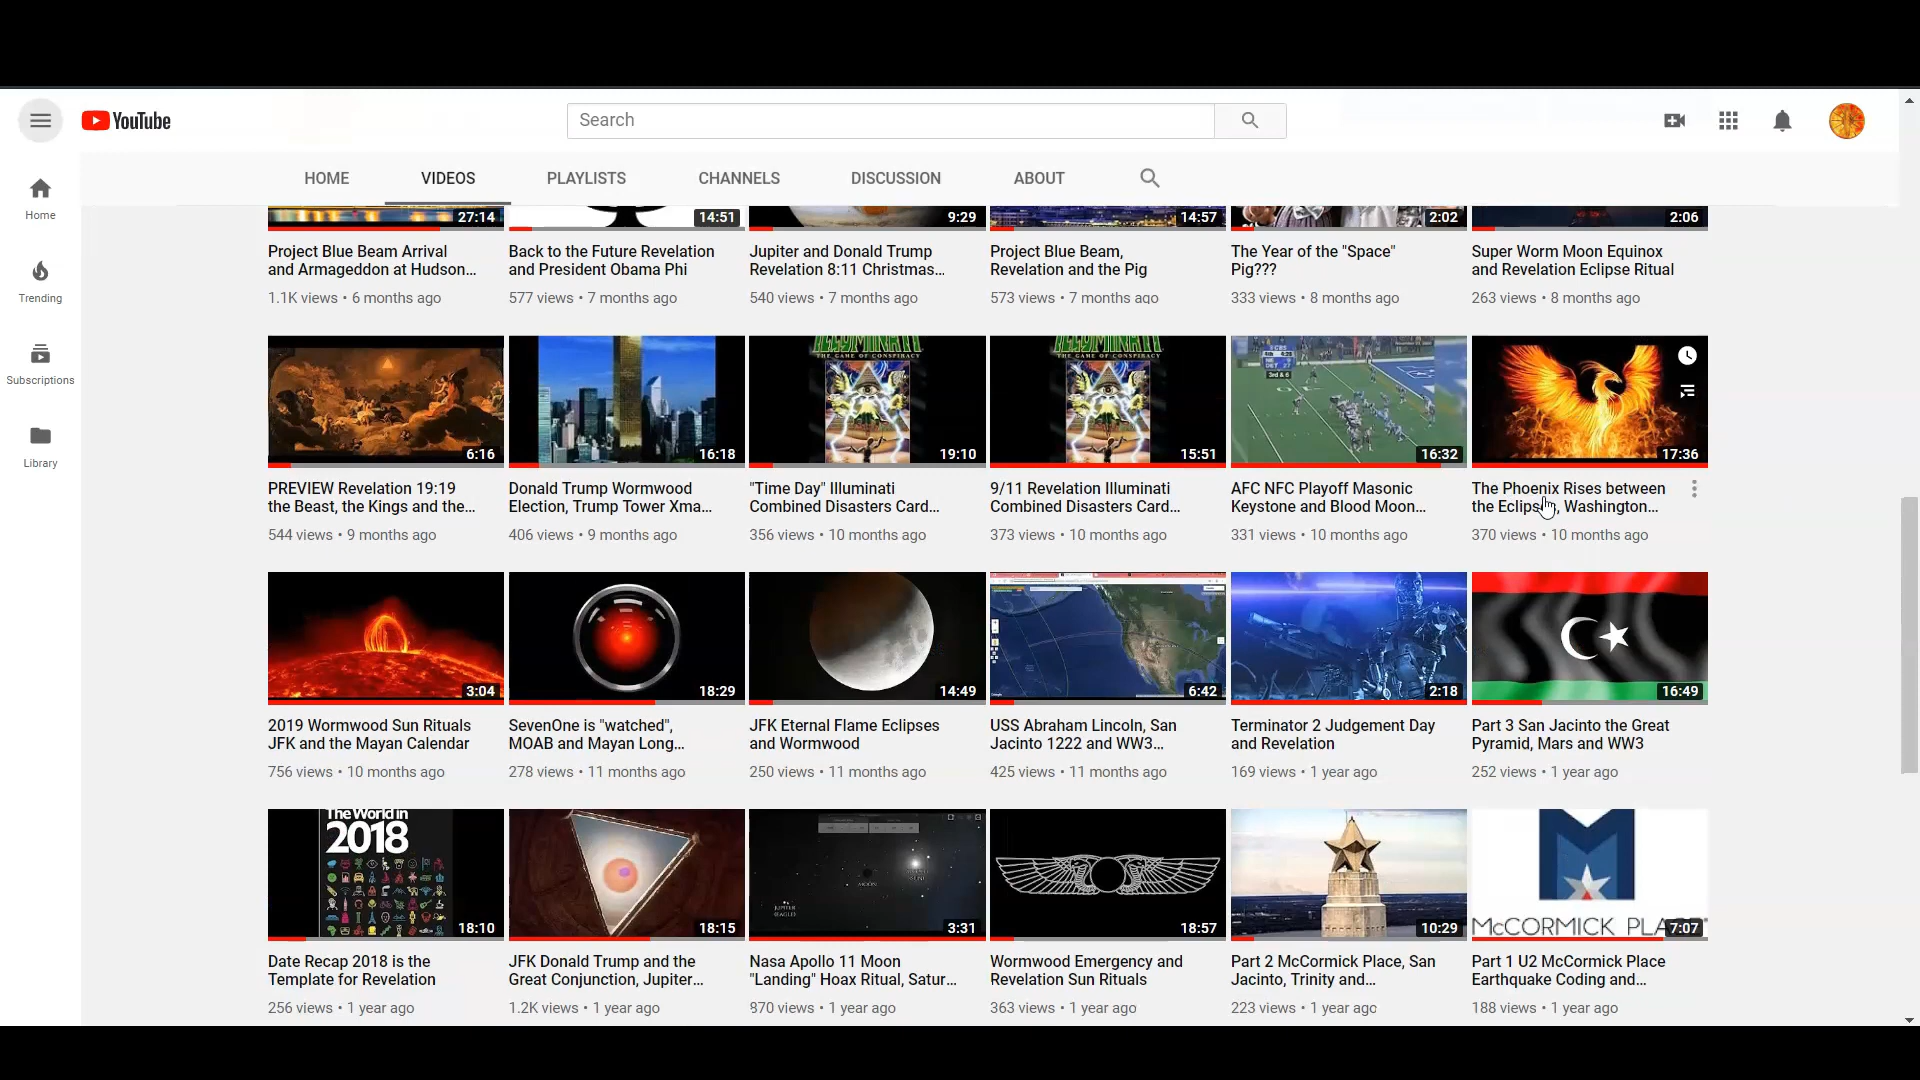 YouTube
Search
HOME
VIDEOS
PLAYLISTS
CHANNELS
DISCUSSION
ABOUT
Home
Trending
Subscriptions
Library
27:14
14:51
9:29
14:57
2:02
2:06
Project Blue Beam Arrival
and Armageddon at Hudson...
1.1K views • 6 months ago
Back to the Future Revelation
and President Obama Phi
577 views • 7 months ago
Jupiter and Donald Trump
Revelation 8:11 Christmas...
540 views • 7 months ago
Project Blue Beam,
Revelation and the Pig
573 views • 7 months ago
The Year of the "Space"
Pig???
333 views • 8 months ago
Super Worm Moon Equinox
and Revelation Eclipse Ritual
263 views • 8 months ago
6:16
16:18
ILLUMINATI
THE GAME OF CONSPIRACY
19:10
ILLUMINATI
THE GAME OF CONSPIRACY
15:51
16:32
17:36
PREVIEW Revelation 19:19
the Beast, the Kings and the...
544 views • 9 months ago
Donald Trump Wormwood
Election, Trump Tower Xma...
406 views • 9 months ago
"Time Day" Illuminati
Combined Disasters Card...
356 views • 10 months ago
9/11 Revelation Illuminati
Combined Disasters Card...
373 views • 10 months ago
AFC NFC Playoff Masonic
Keystone and Blood Moon...
331 views • 10 months ago
The Phoenix Rises between
the Eclipse, Washington...
370 views • 10 months ago
3:04
18:29
14:49
6:42
2:18
16:49
2019 Wormwood Sun Rituals
JFK and the Mayan Calendar
756 views • 10 months ago
SevenOne is "watched",
MOAB and Mayan Long...
278 views • 11 months ago
JFK Eternal Flame Eclipses
and Wormwood
250 views • 11 months ago
USS Abraham Lincoln, San
Jacinto 1222 and WW3...
425 views • 11 months ago
Terminator 2 Judgement Day
and Revelation
169 views • 1 year ago
Part 3 San Jacinto the Great
Pyramid, Mars and WW3
252 views • 1 year ago
The World in
2018
18:10
18:15
MOON
JUPITER
(EAGLE)
3:31
18:57
10:29
McCORMICK PLA
7:07
Date Recap 2018 is the
Template for Revelation
256 views • 1 year ago
JFK Donald Trump and the
Great Conjunction, Jupiter...
1.2K views • 1 year ago
Nasa Apollo 11 Moon
"Landing" Hoax Ritual, Satur...
870 views • 1 year ago
Wormwood Emergency and
Revelation Sun Rituals
363 views • 1 year ago
Part 2 McCormick Place, San
Jacinto, Trinity and...
223 views • 1 year ago
Part 1 U2 McCormick Place
Earthquake Coding and...
188 views • 1 year ago